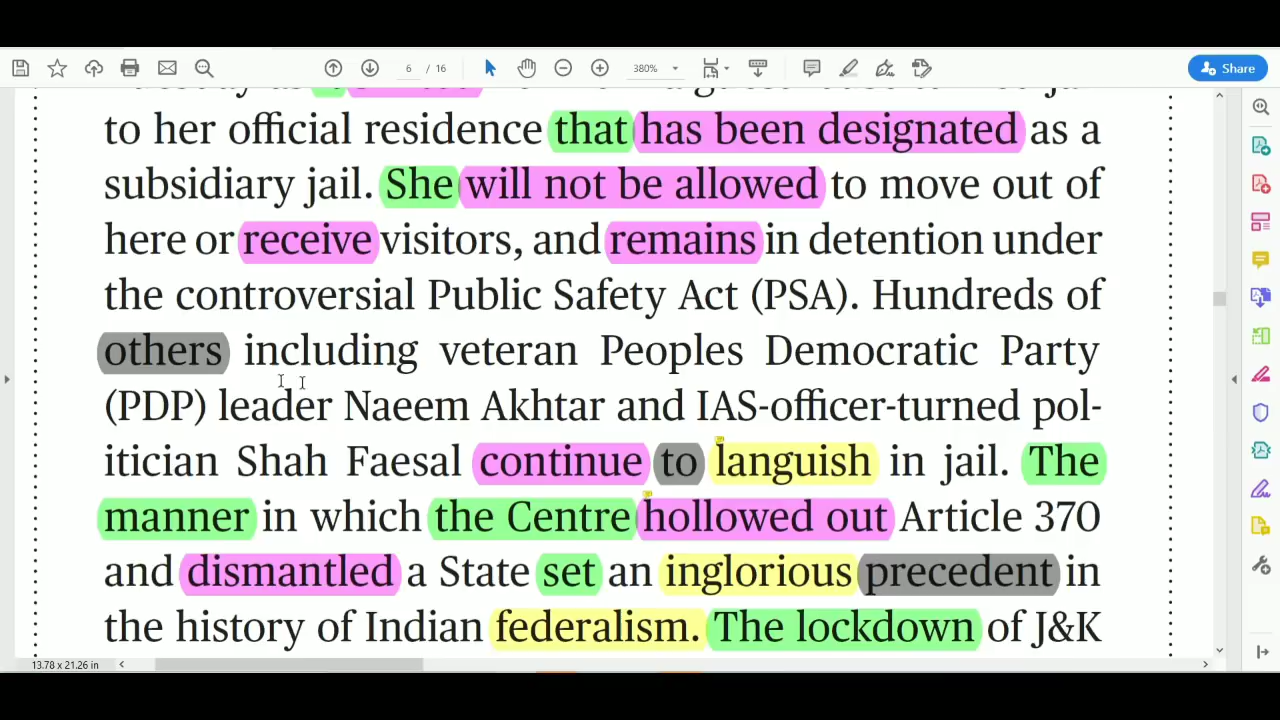 6 / 16
380%
Share
to her official residence that has been designated as a
subsidiary jail. She will not be allowed to move out of
here or receive visitors, and remains in detention under
the controversial Public Safety Act (PSA). Hundreds of
others including veteran Peoples Democratic Party
(PDP) leader Naeem Akhtar and IAS-officer-turned pol-
itician Shah Faesal continue to languish in jail. The
manner in which the Centre hollowed out Article 370
and dismantled a State set an inglorious precedent in
the history of Indian federalism. The lockdown of J&K
13.78 x 21.26 in